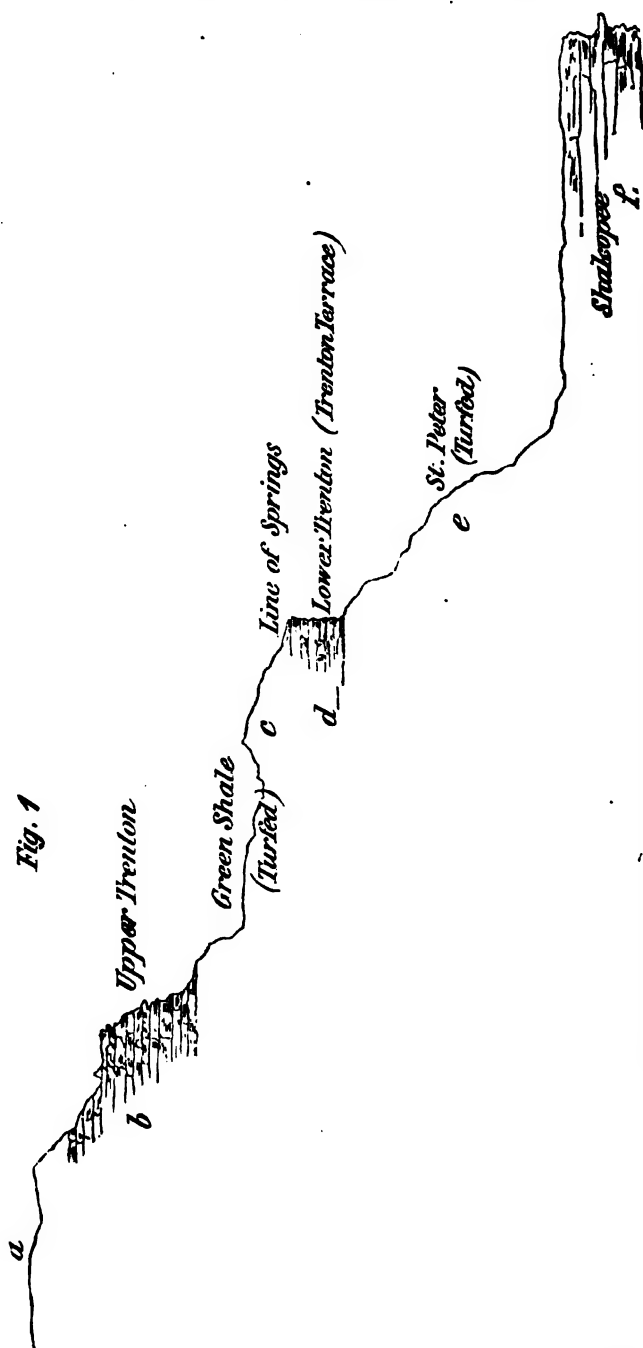 Fig. 1
a
Upper Trenton
b
Green Shale
(Turfed)
c
Line of Springs
d
Lower Trenton (Trenton Terrace)
St. Peter
(Turfed)
e
Shakopee
f.